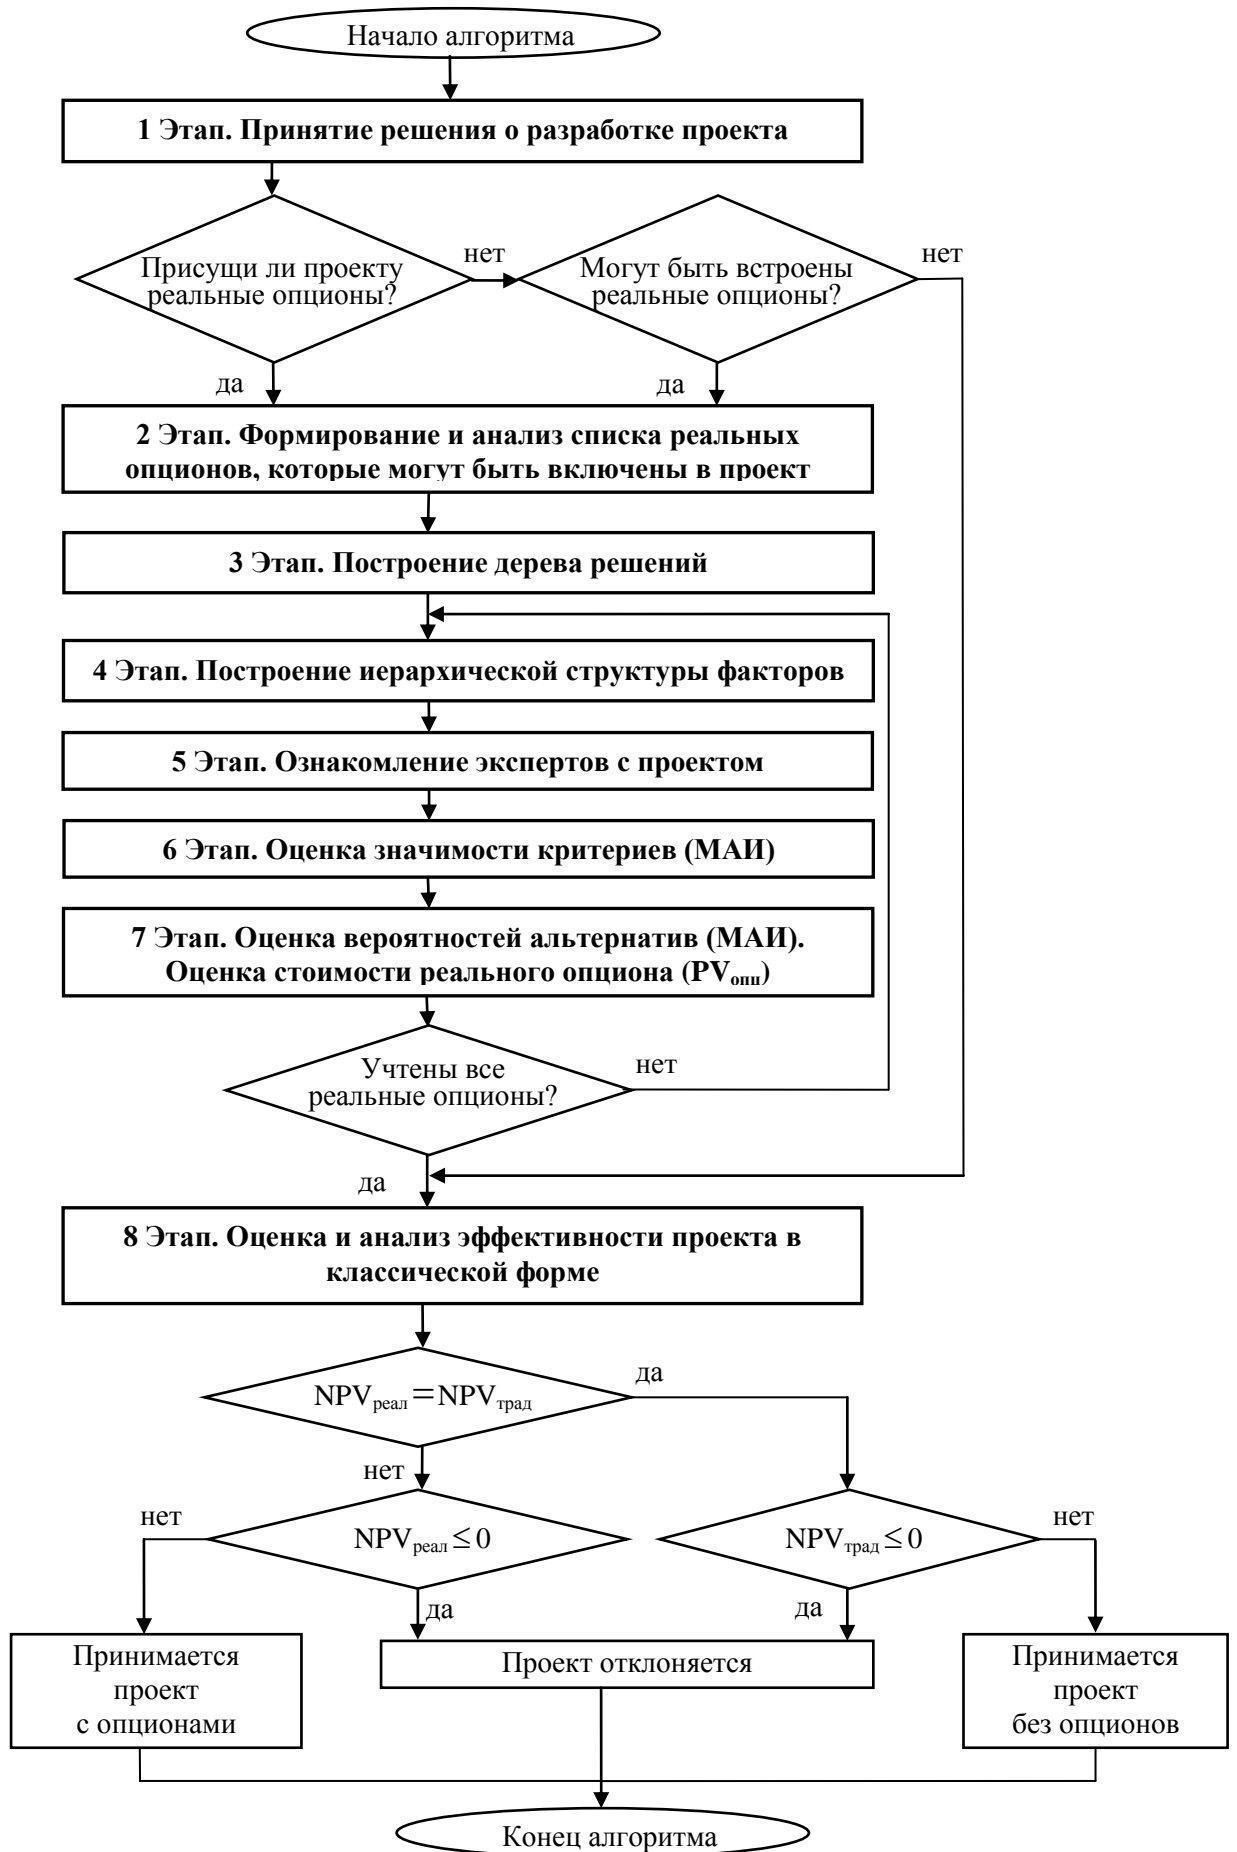 Начало алгоритма
1 Этап. Принятие решения о разработке проекта
Присущи ли проекту
реальные опционы?
нет
Могут быть встроены
реальные опционы?
нет
да
да
2 Этап. Формирование и анализ списка реальных
опционов, которые могут быть включены в проект
3 Этап. Построение дерева решений
4 Этап. Построение иерархической структуры факторов
5 Этап. Ознакомление экспертов с проектом
6 Этап. Оценка значимости критериев (МАИ)
7 Этап. Оценка вероятностей альтернатив (МАИ).
Оценка стоимости реального опциона (PVопц)
Учтены все
реальные опционы?
нет
да
8 Этап. Оценка и анализ эффективности проекта в
классической форме
NPVреал=NPVтрад
да
нет
NPVреал ≤ 0
нет
да
NPVтрад ≤ 0
нет
да
Принимается
проект
с опционами
Проект отклоняется
Принимается
проект
без опционов
Конец алгоритма